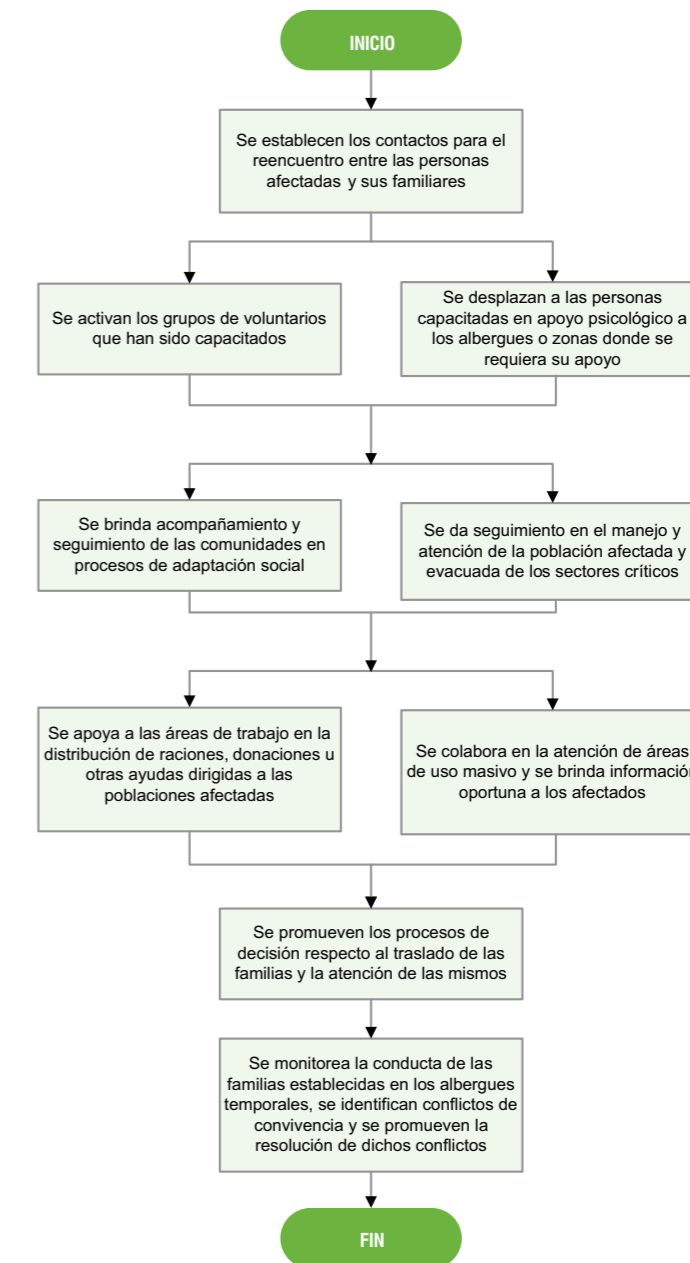 INICIO
Se establecen los contactos para el
reencuentro entre las personas
afectadas y sus familiares
Se activan los grupos de voluntarios
que han sido capacitados
Se desplazan a las personas
capacitadas en apoyo psicológico a
los albergues o zonas donde se
requiera su apoyo
Se brinda acompañamiento y
seguimiento de las comunidades en
procesos de adaptación social
Se da seguimiento en el manejo y
atención de la población afectada y
evacuada de los sectores críticos
Se apoya a las áreas de trabajo en la
distribución de raciones, donaciones u
otras ayudas dirigidas a las
poblaciones afectadas
Se colabora en la atención de áreas
de uso masivo y se brinda información
oportuna a los afectados
Se promueven los procesos de
decisión respecto al traslado de las
familias y la atención de las mismos
Se monitorea la conducta de las
familias establecidas en los albergues
temporales, se identifican conflictos de
convivencia y se promueven la
resolución de dichos conflictos
FIN